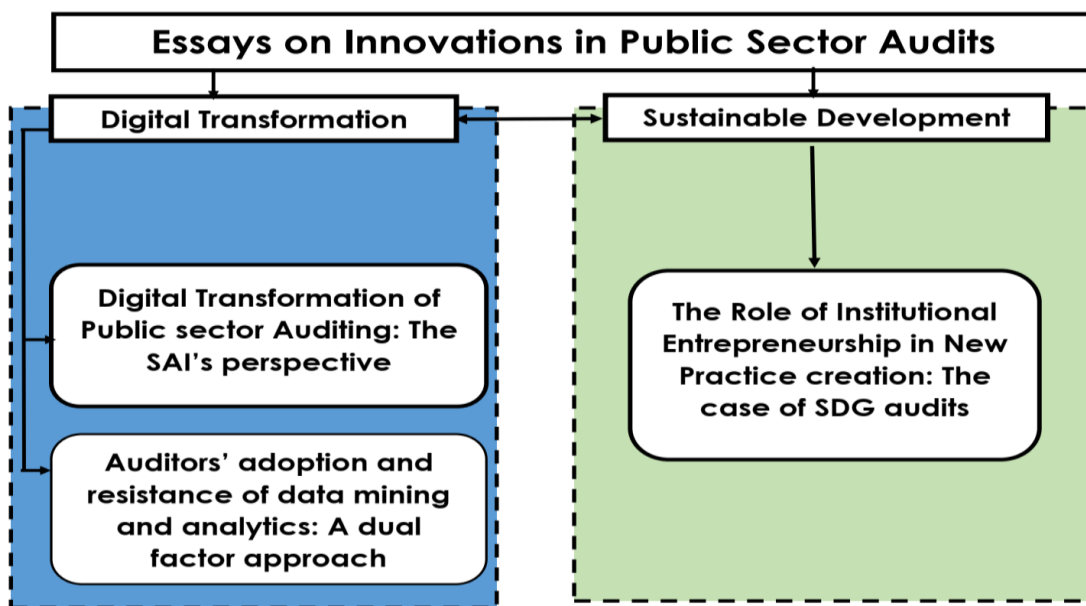 Essays on Innovations in Public Sector Audits
Digital Transformation
Sustainable Development
Digital Transformation of
Public sector Auditing: The
SAI's perspective
Auditors' adoption and
resistance of data mining
and analytics: A dual
factor approach
The Role of Institutional
Entrepreneurship in New
Practice creation: The
case of SDG audits